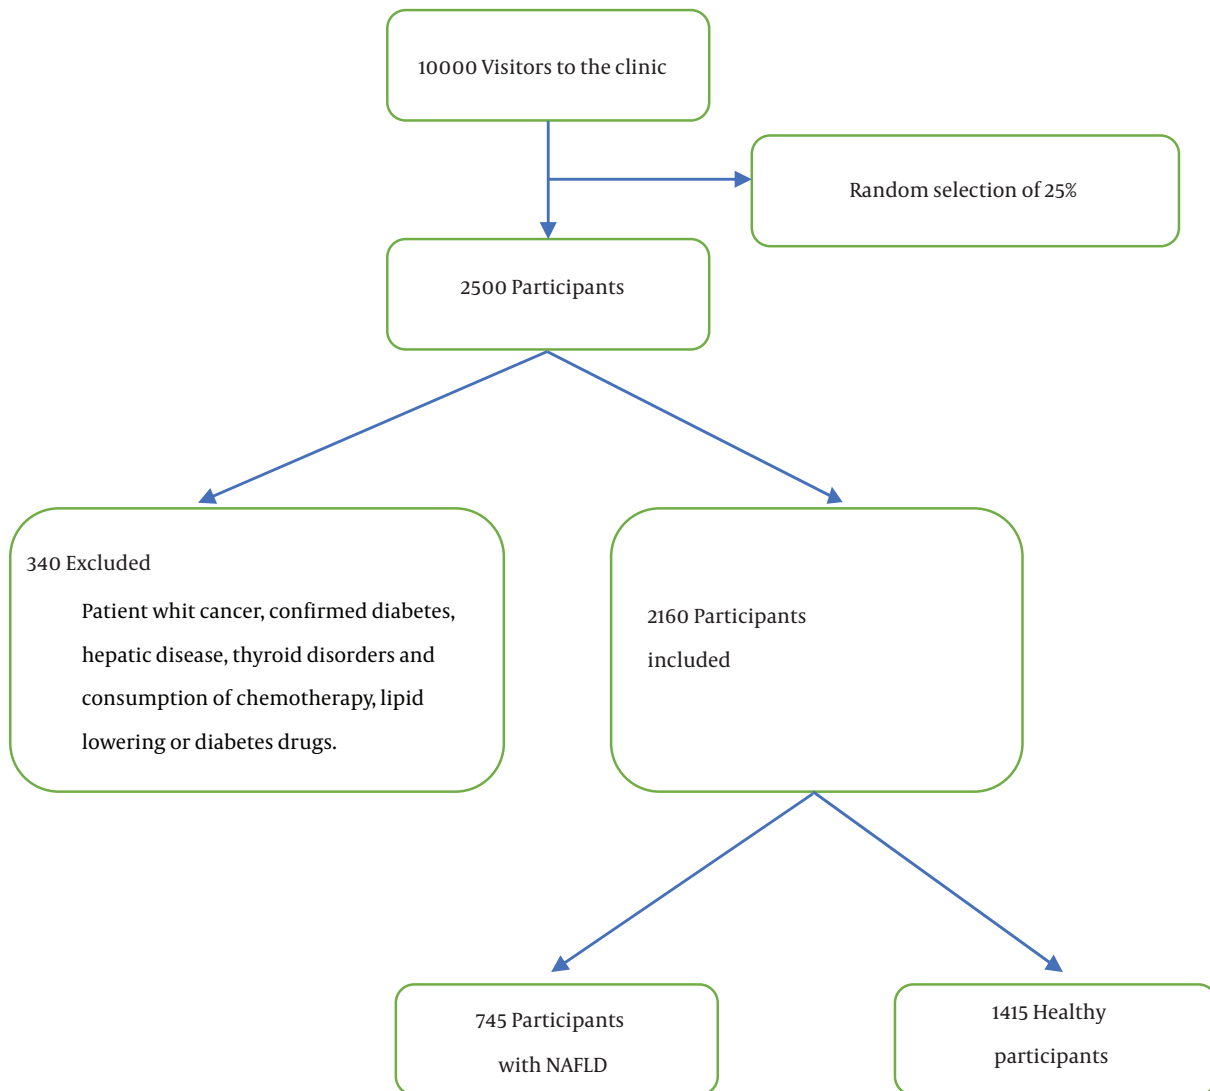 10000 Visitors to the clinic
Random selection of 25%
2500 Participants
340 Excluded
Patient whit cancer, confirmed diabetes,
hepatic disease, thyroid disorders and
consumption of chemotherapy, lipid
lowering or diabetes drugs.
2160 Participants
included
745 Participants
with NAFLD
1415 Healthy
participants